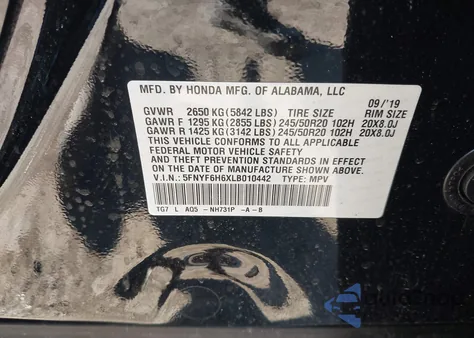 MFD. BY HONDA MFG. OF ALABAMA, LLC
09/'19
GVWR 2650 KG (5842 LBS) TIRE SIZE RIM SIZE
GAWR F 1295 KG (2855 LBS) 245/50R20 102H 20X8.0J
GAWR R 1425 KG (3142 LBS) 245/50R20 102H 20X8.0J
THIS VEHICLE CONFORMS TO ALL APPLICABLE
FEDERAL MOTOR VEHICLE SAFETY
AND THEFT PREVENTION STANDARDS IN EFFECT
ON THE DATE OF MANUFACTURE SHOWN ABOVE.
V.I.N.: 5FNYF6H6XLB010442 TYPE: MPV
TG7 L A05 -NH731P -A -B